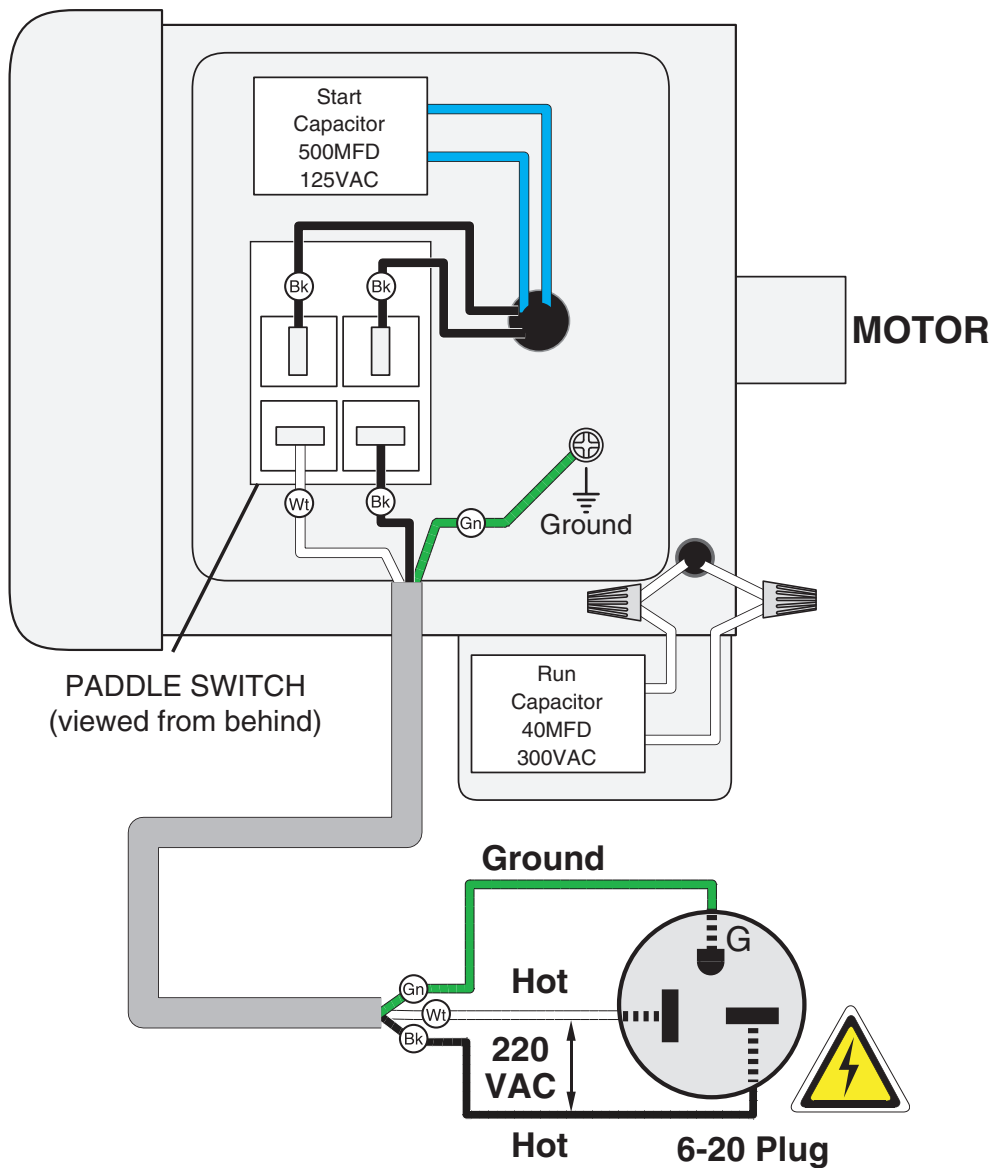 Start
Capacitor
500MFD
125VAC
Bk
Bk
MOTOR
Wt
Bk
Gn
Ground
PADDLE SWITCH
(viewed from behind)
Run
Capacitor
40MFD
300VAC
Ground
G
Gn
Hot
Wt
Bk
220
VAC
Hot
6-20 Plug